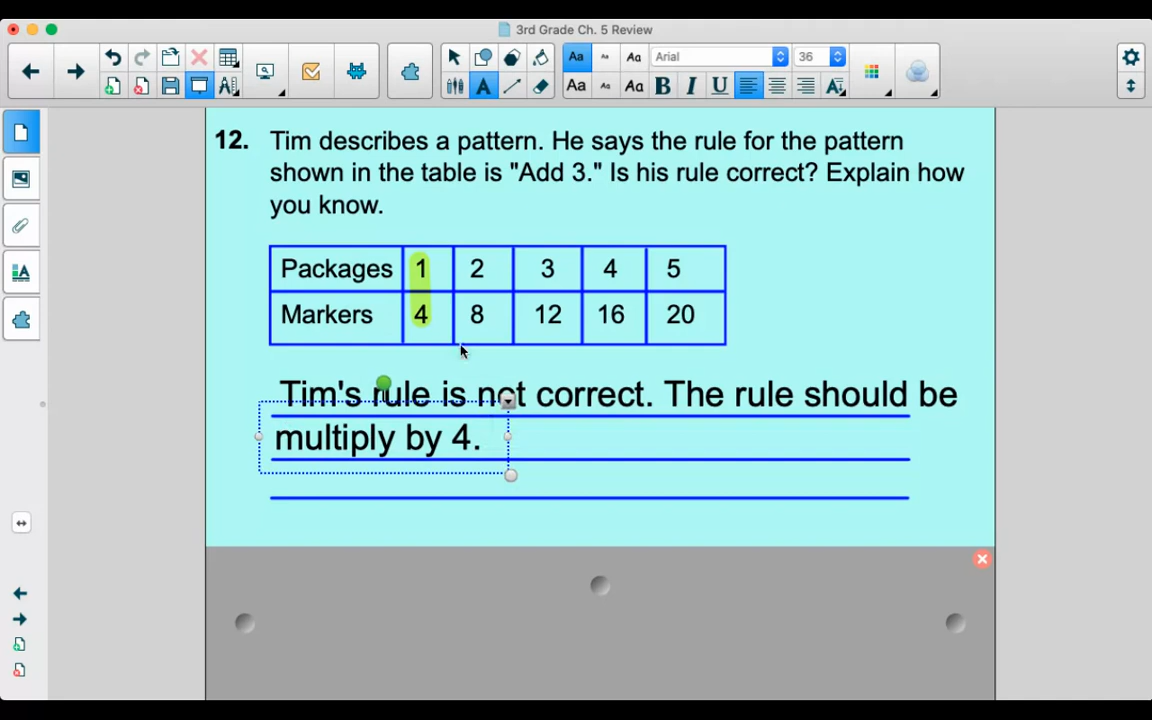 3rd Grade Ch. 5 Review
Arial
36
12. Tim describes a pattern. He says the rule for the pattern
shown in the table is "Add 3." Is his rule correct? Explain how
you know.
Packages 1 2 3 4 5
Markers 4 8 12 16 20
Tim's rule is not correct. The rule should be
multiply by 4.